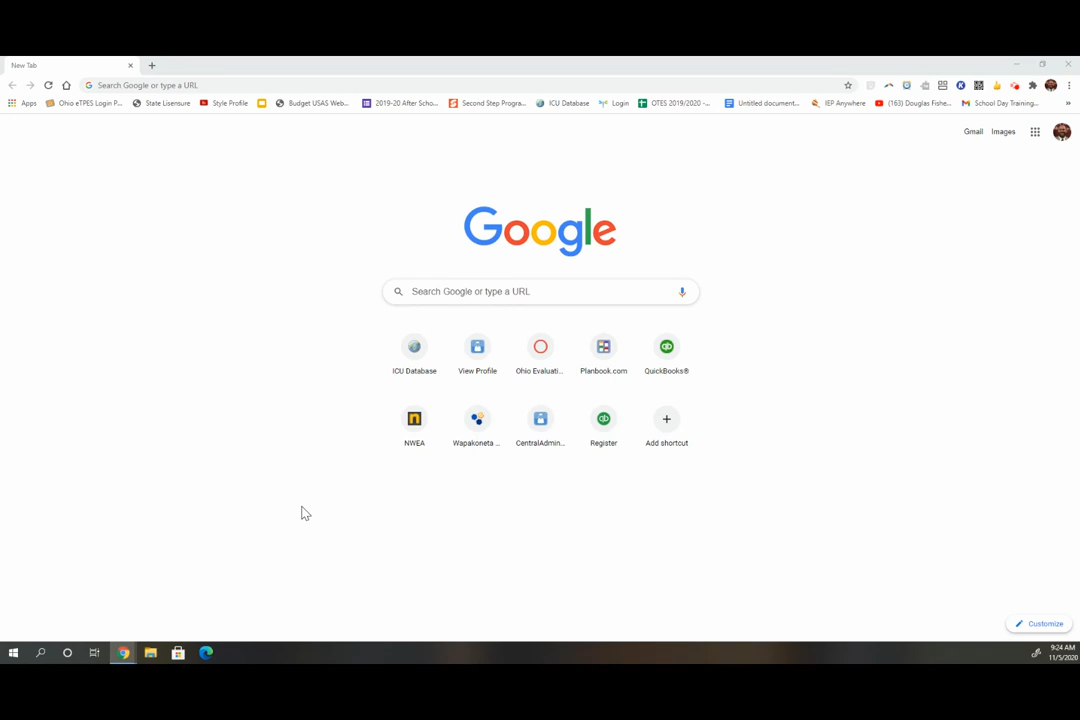 New Tab
Search Google or type a URL
Apps Ohio eTPES Login P... State Lisensure Style Profile Budget USAS Web... 2019-20 After Scho... Second Step Progra... ICU Database Login OTES 2019/2020 -... Untitled document... IEP Anywhere (163) Douglas Fishe... School Day Training... »
Gmail Images
Google
Search Google or type a URL
ICU Database View Profile Ohio Evaluati... Planbook.com QuickBooks®
NWEA Wapakoneta ... CentralAdmin... Register Add shortcut
Customize
9:24 AM
11/5/2020